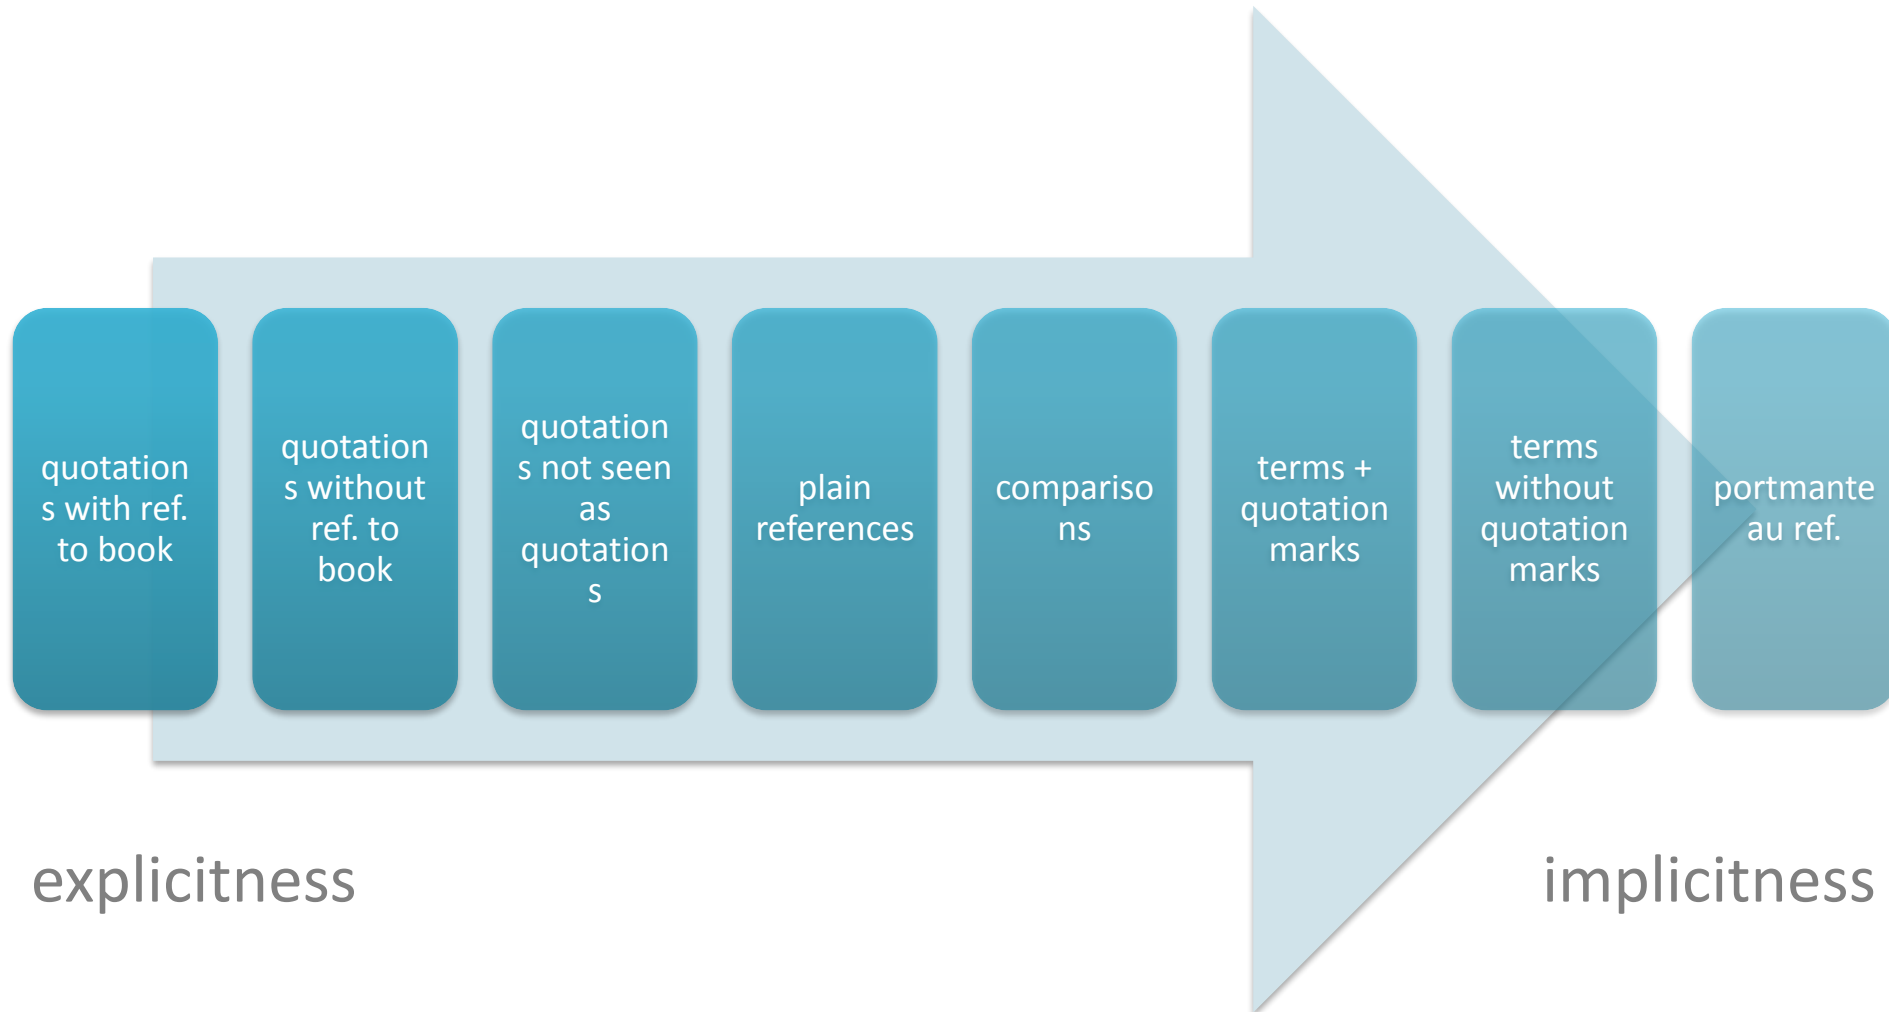 quotation
s with ref.
to book
quotation
s without
ref. to
book
quotation
s not seen
as
quotation
s
plain
references
compariso
ns
terms +
quotation
marks
terms
without
quotation
marks
portmante
au ref.
explicitness
implicitness